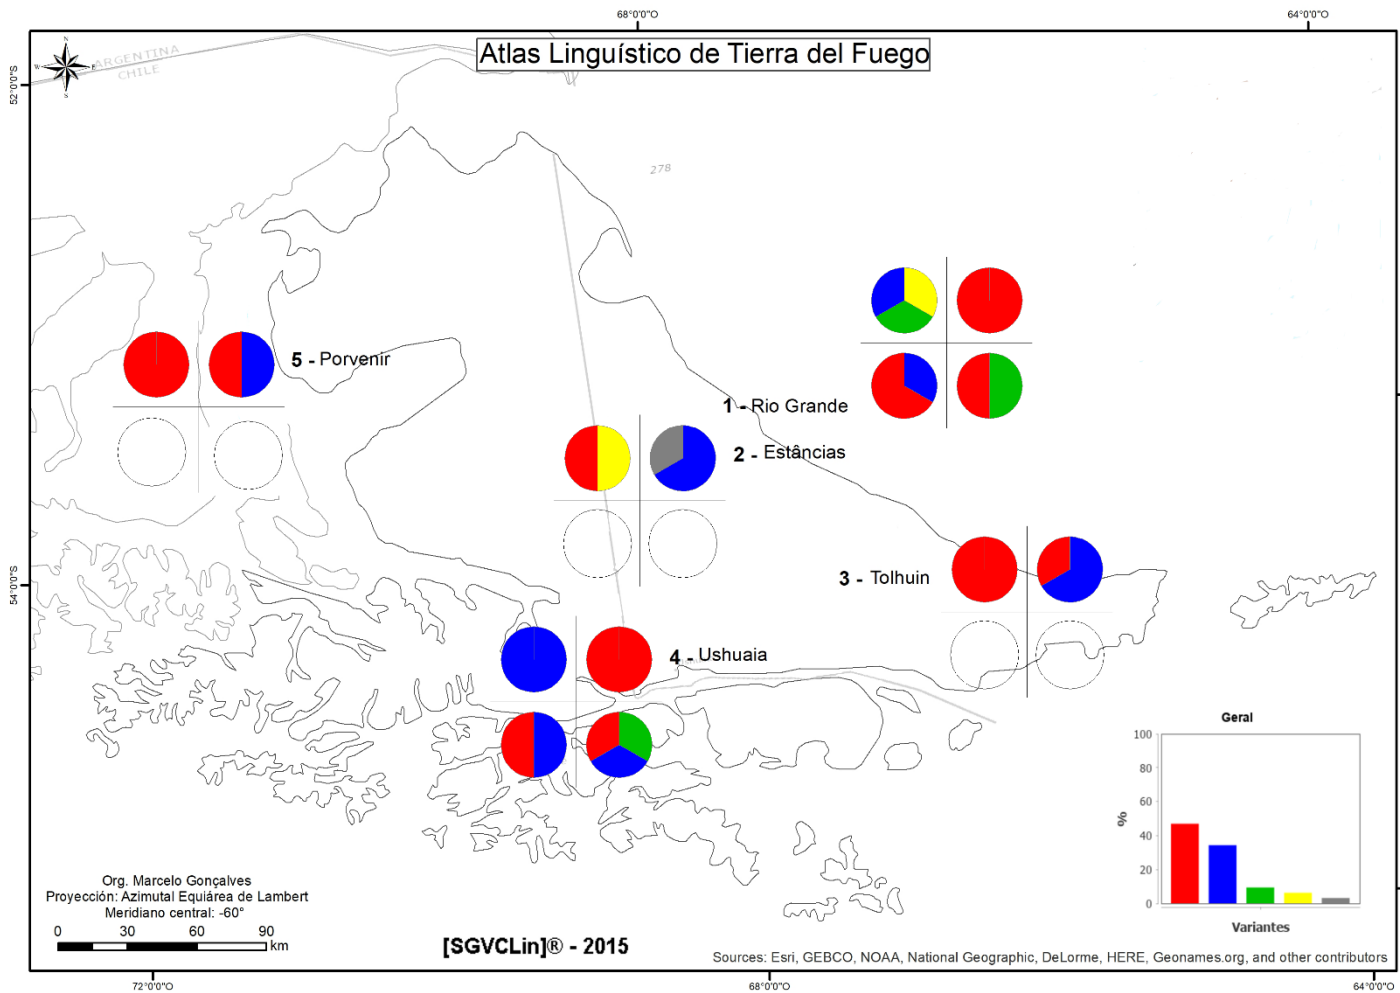 68°0'0"O
64°0'0"O
Atlas Linguístico de Tierra del Fuego
ARGENTINA
CHILE
N
W
E
S
52°0'0"S
278
5 - Porvenir
1 - Rio Grande
2 - Estâncias
3 - Tolhuin
54°0'0"S
4 - Ushuaia
Geral
100
80
60
40
20
0
%
Variantes
Org. Marcelo Gonçalves
Proyección: Azimutal Equiárea de Lambert
Meridiano central: -60°
0 30 60 90
km
[SGVCLin]® - 2015
Sources: Esri, GEBCO, NOAA, National Geographic, DeLorme, HERE, Geonames.org, and other contributors
72°0'0"O
68°0'0"O
64°0'0"O